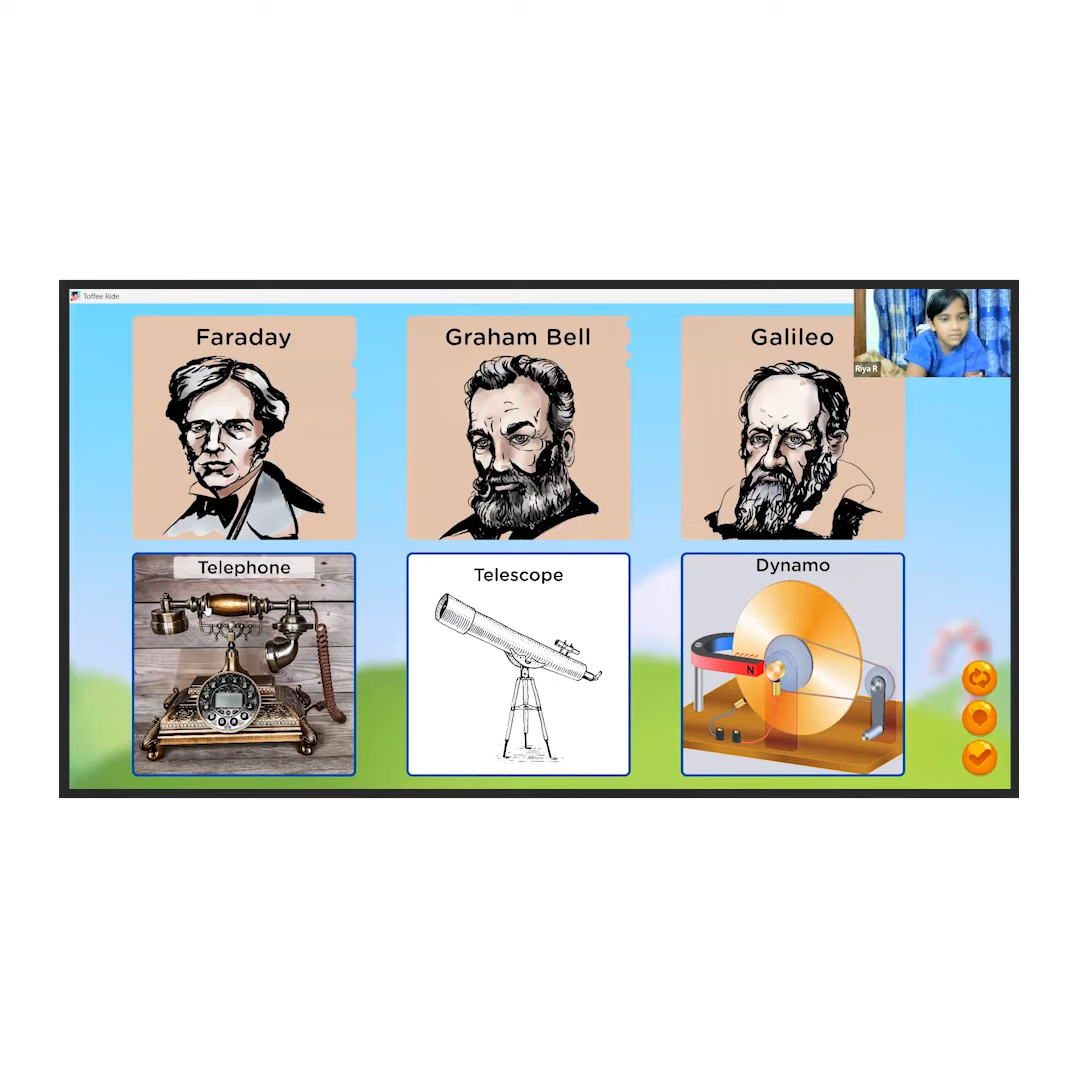 Toffee Ride
Faraday
Graham Bell
Galileo
Riya R
Telephone
Telescope
Dynamo
N